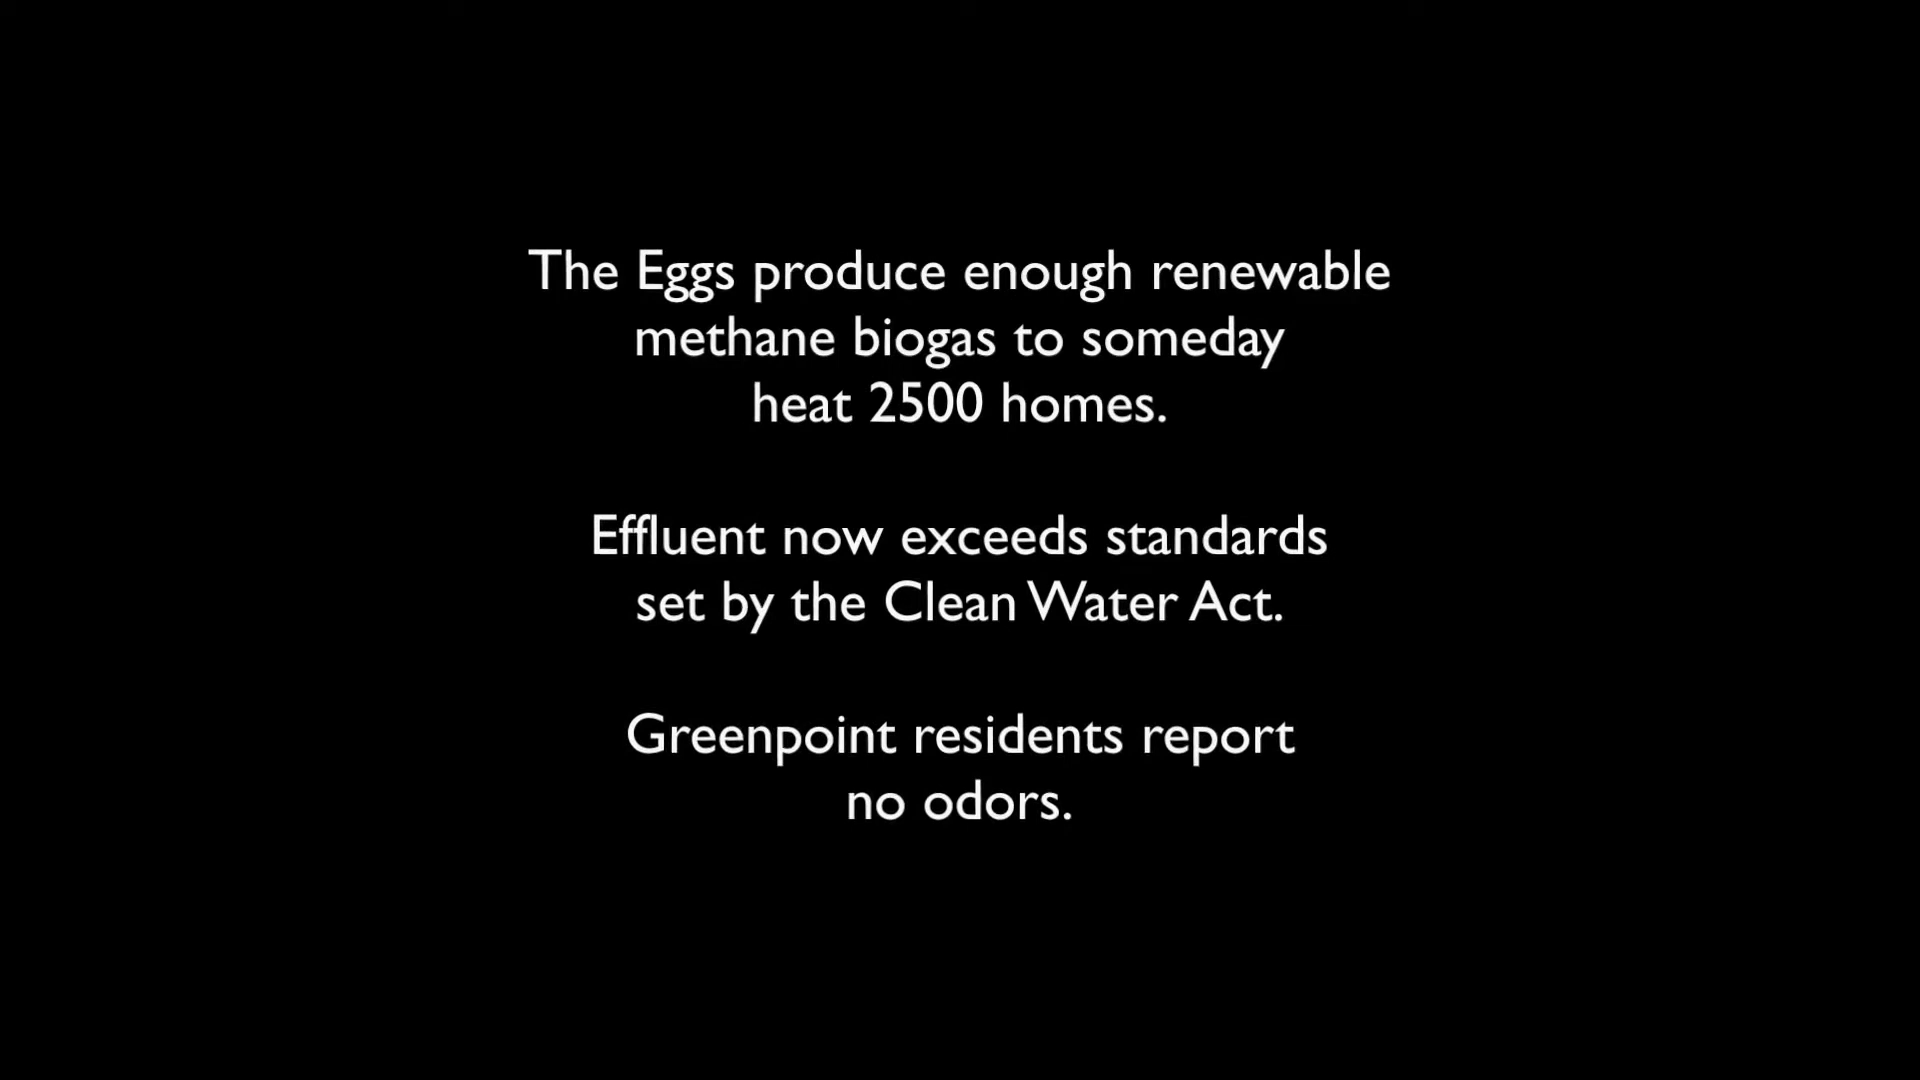 The Eggs produce enough renewable
methane biogas to someday
heat 2500 homes.
Effluent now exceeds standards
set by the Clean Water Act.
Greenpoint residents report
no odors.